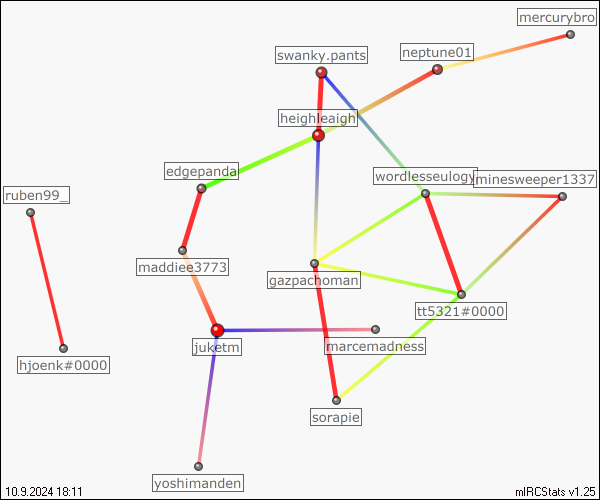 mercurybro
neptune01
swanky.pants
heighleaigh
edgepanda
wordlesseulogy
minesweeper1337
ruben99_
maddiee3773
gazpachoman
tt5321#0000
juketm
marcemadness
hjoenk#0000
sorapie
yoshimanden
10.9.2024 18:11
mIRCStats v1.25